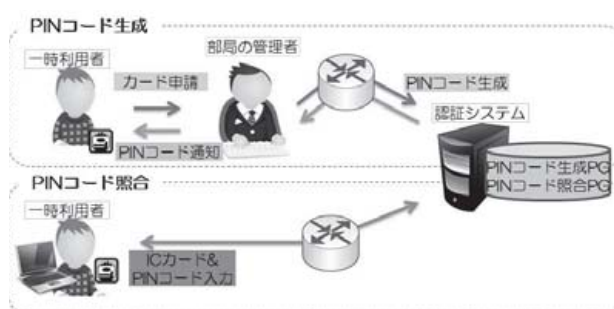 PINコード生成
一時利用者
部局の管理者
カード申請
PINコード生成
認証システム
PINコード通知
PINコード生成PG
PINコード照合PG
PINコード照合
一時利用者
ICカード&
PINコード入力